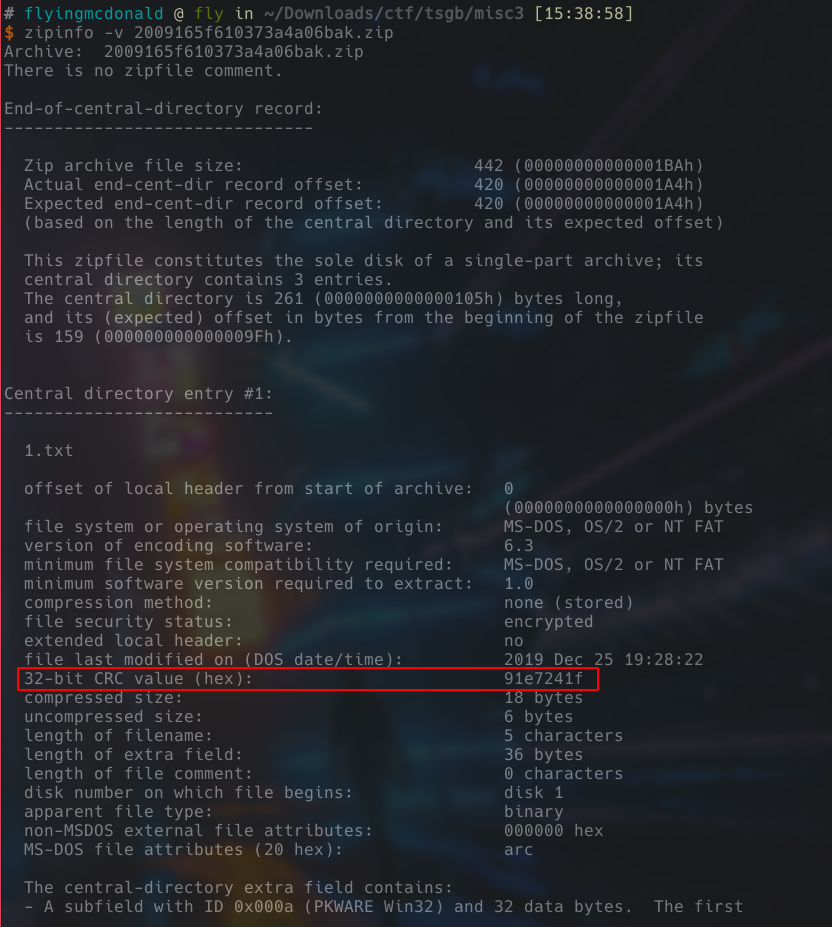 # flyingmcdonald @ fly in ~/Downloads/ctf/tsgb/misc3 [15:38:58]
$ zipinfo -v 2009165f610373a4a06bak.zip
Archive:  2009165f610373a4a06bak.zip
There is no zipfile comment.

End-of-central-directory record:
-------------------------------

  Zip archive file size:                       442 (00000000000001BAh)
  Actual end-cent-dir record offset:           420 (00000000000001A4h)
  Expected end-cent-dir record offset:         420 (00000000000001A4h)
  (based on the length of the central directory and its expected offset)

  This zipfile constitutes the sole disk of a single-part archive; its
  central directory contains 3 entries.
  The central directory is 261 (0000000000000105h) bytes long,
  and its (expected) offset in bytes from the beginning of the zipfile
  is 159 (000000000000009Fh).


Central directory entry #1:
---------------------------

  1.txt

  offset of local header from start of archive:   0
                                                  (0000000000000000h) bytes
  file system or operating system of origin:      MS-DOS, OS/2 or NT FAT
  version of encoding software:                   6.3
  minimum file system compatibility required:     MS-DOS, OS/2 or NT FAT
  minimum software version required to extract:   1.0
  compression method:                             none (stored)
  file security status:                           encrypted
  extended local header:                          no
  file last modified on (DOS date/time):          2019 Dec 25 19:28:22
  32-bit CRC value (hex):                         91e7241f
  compressed size:                                18 bytes
  uncompressed size:                              6 bytes
  length of filename:                             5 characters
  length of extra field:                          36 bytes
  length of file comment:                         0 characters
  disk number on which file begins:               disk 1
  apparent file type:                             binary
  non-MSDOS external file attributes:             000000 hex
  MS-DOS file attributes (20 hex):                arc

  The central-directory extra field contains:
  - A subfield with ID 0x000a (PKWARE Win32) and 32 data bytes.  The first